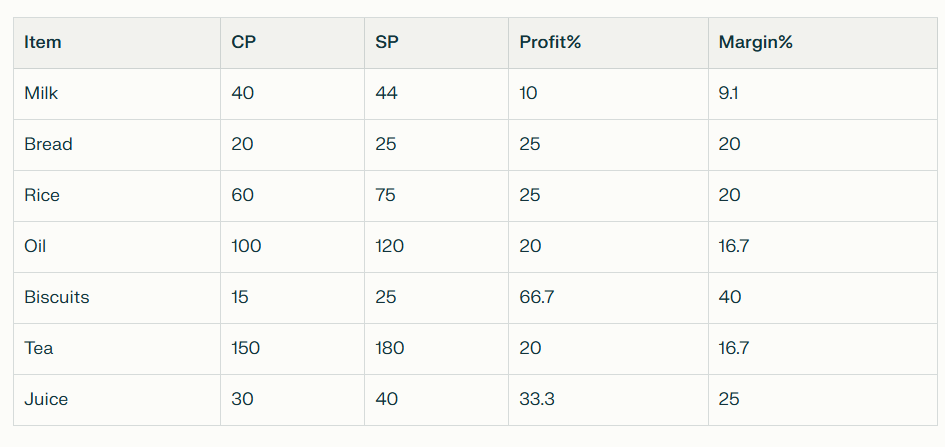 Item CP SP Profit% Margin%
Milk 40 44 10 9.1
Bread 20 25 25 20
Rice 60 75 25 20
Oil 100 120 20 16.7
Biscuits 15 25 66.7 40
Tea 150 180 20 16.7
Juice 30 40 33.3 25